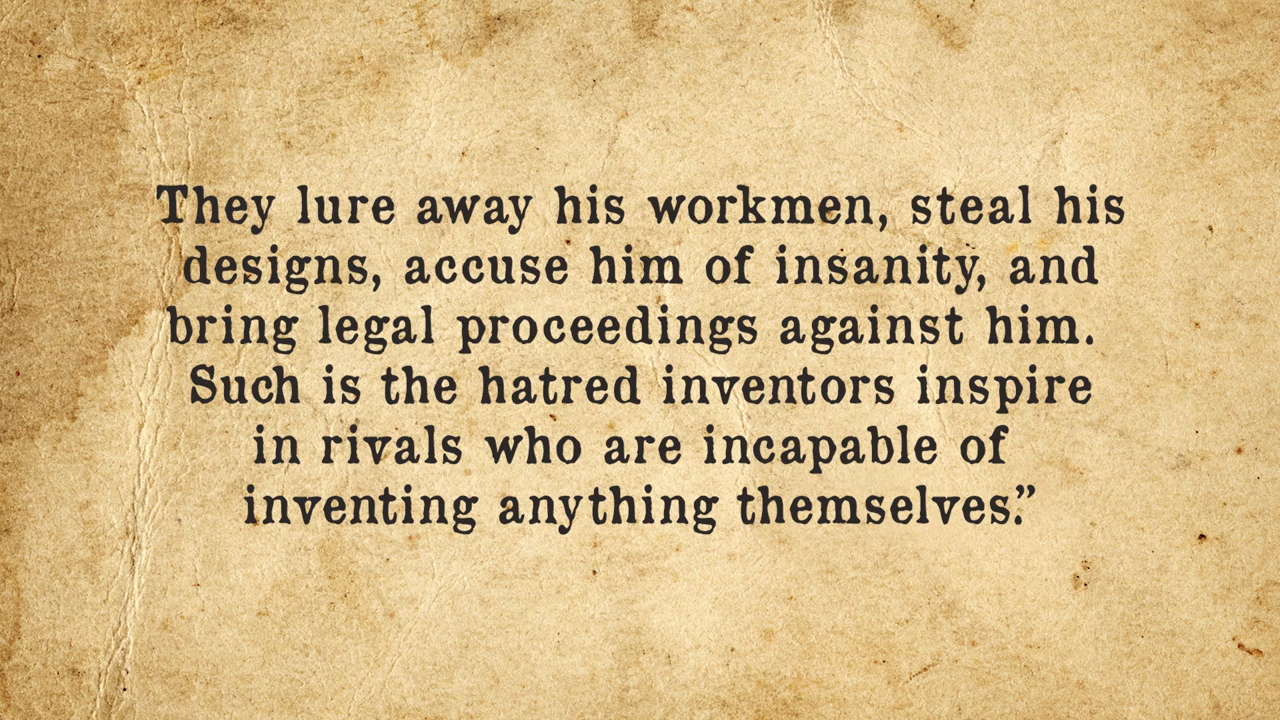 They lure away his workmen, steal his
designs, accuse him of insanity, and
bring legal proceedings against him.
Such is the hatred inventors inspire
in rivals who are incapable of
inventing anything themselves.”